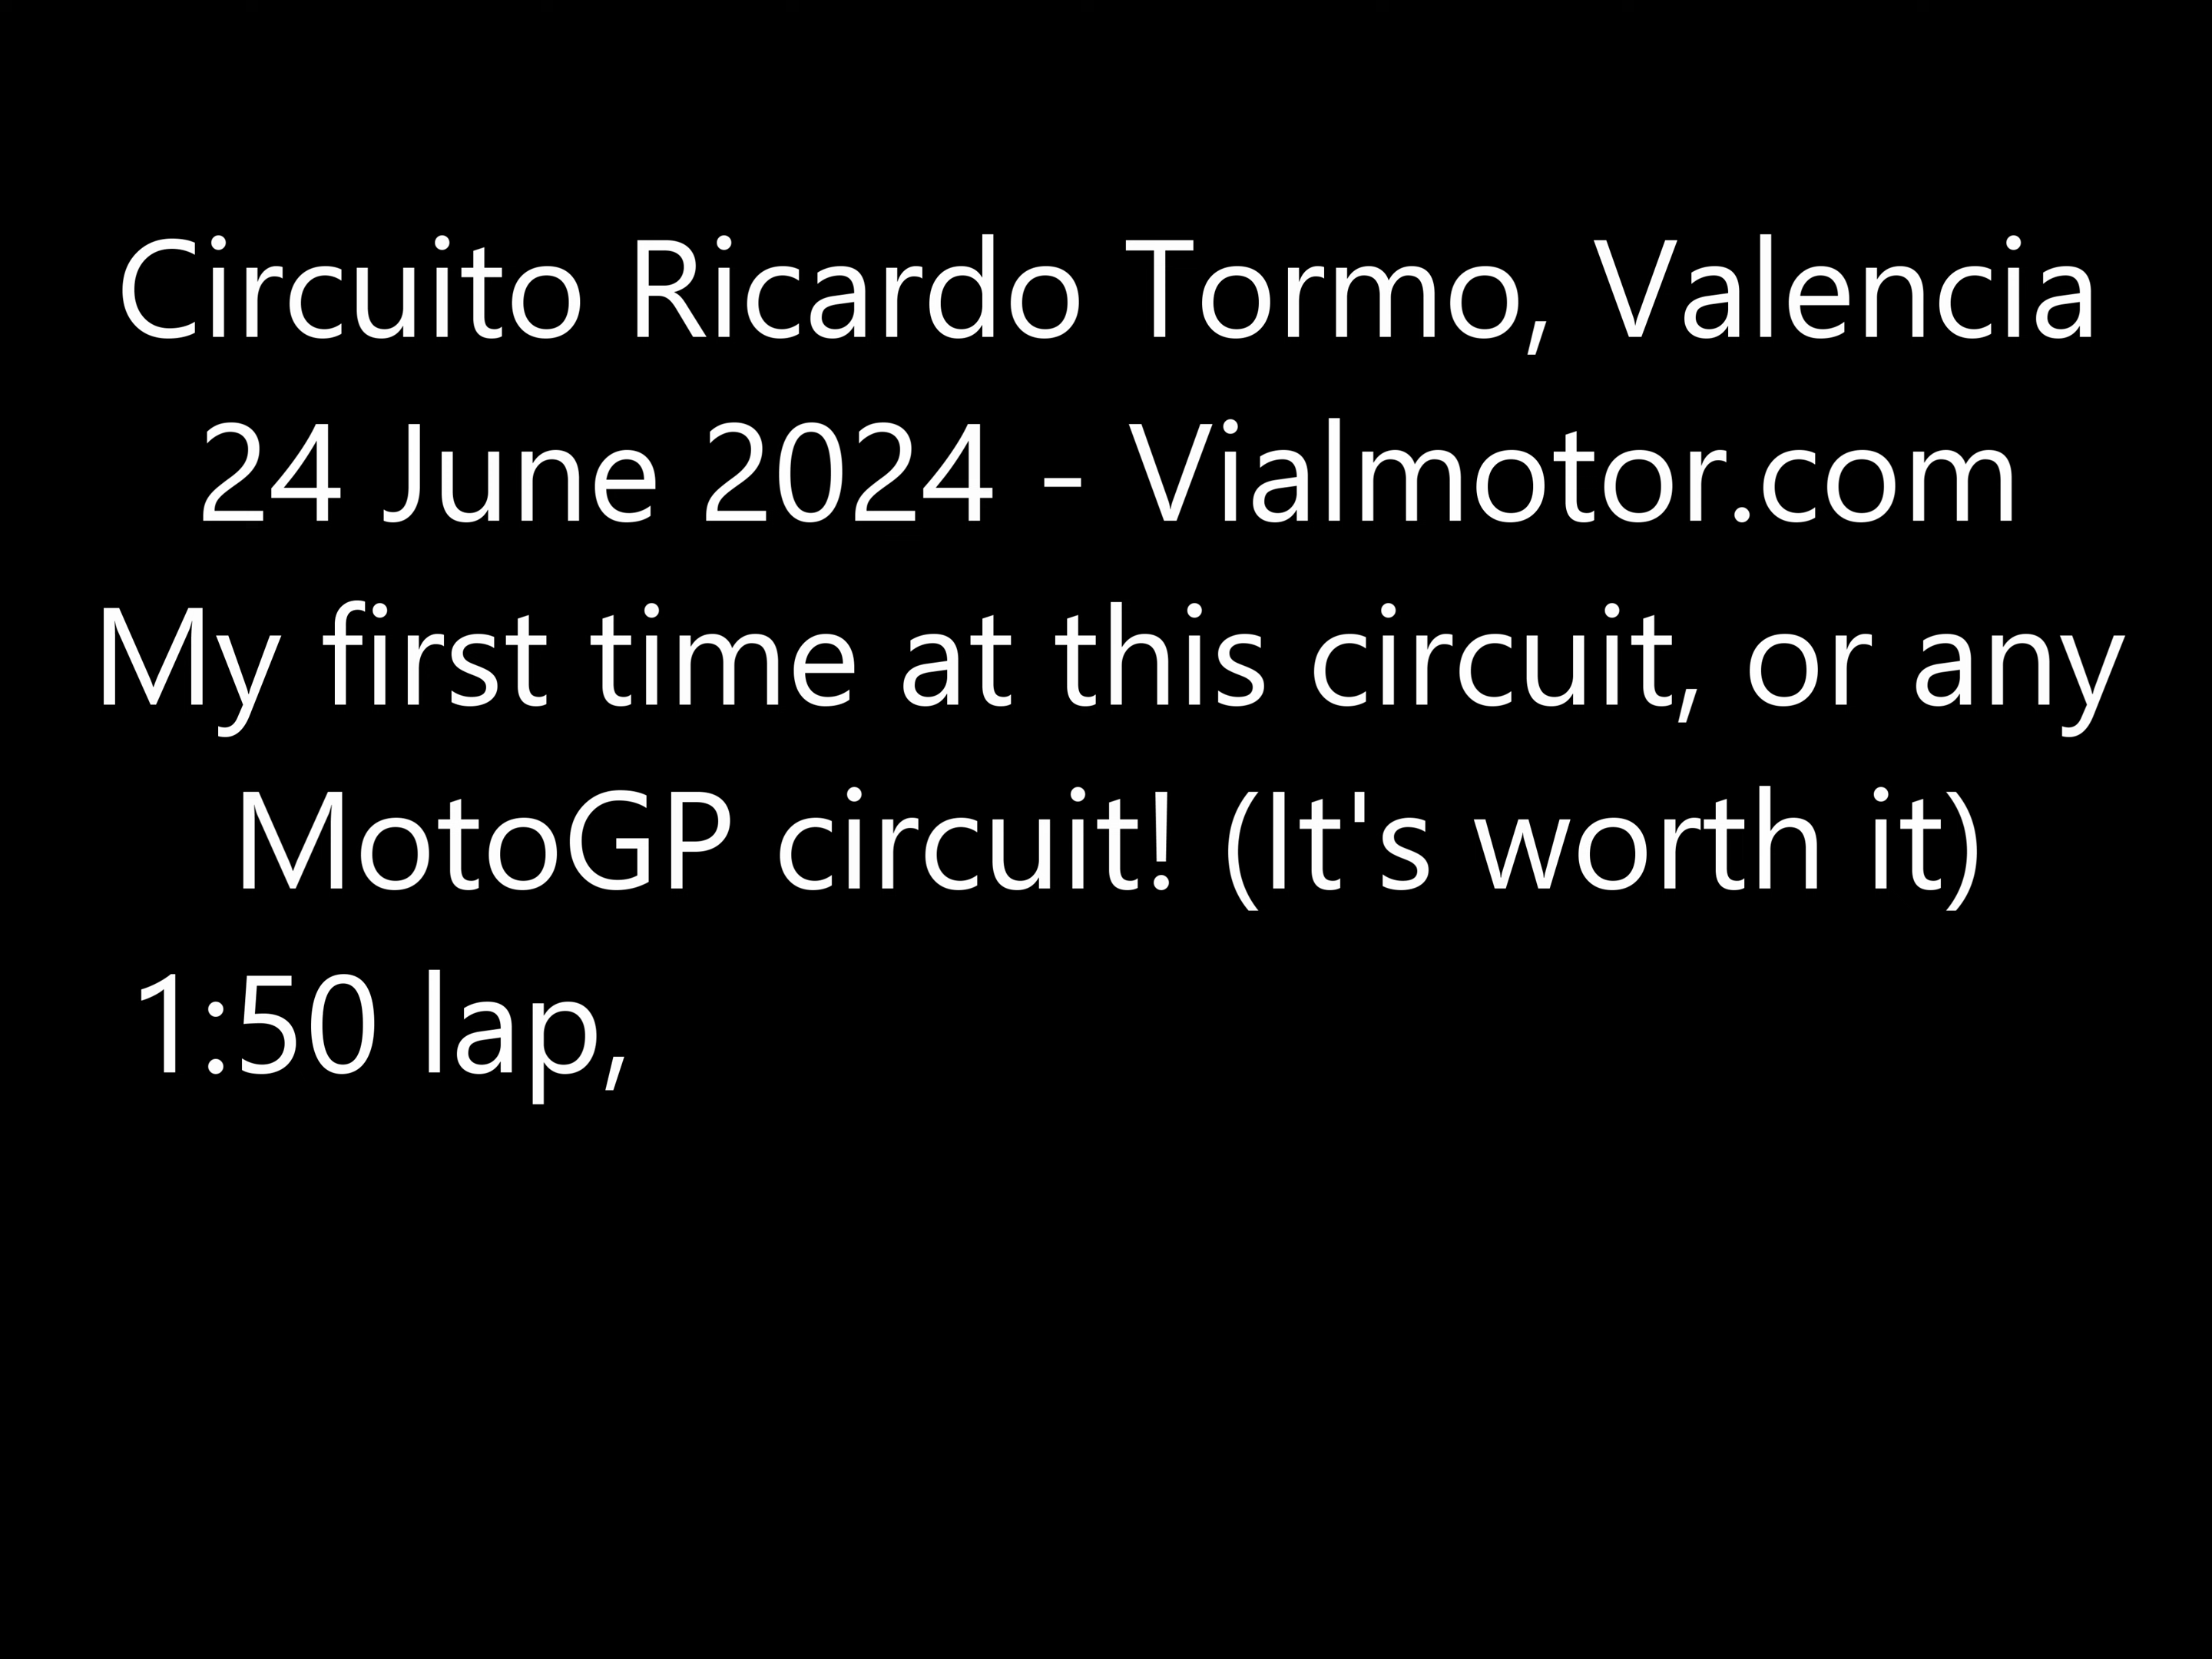 Circuito Ricardo Tormo, Valencia
24 June 2024 - Vialmotor.com
My first time at this circuit, or any
MotoGP circuit! (It's worth it)
1:50 lap,